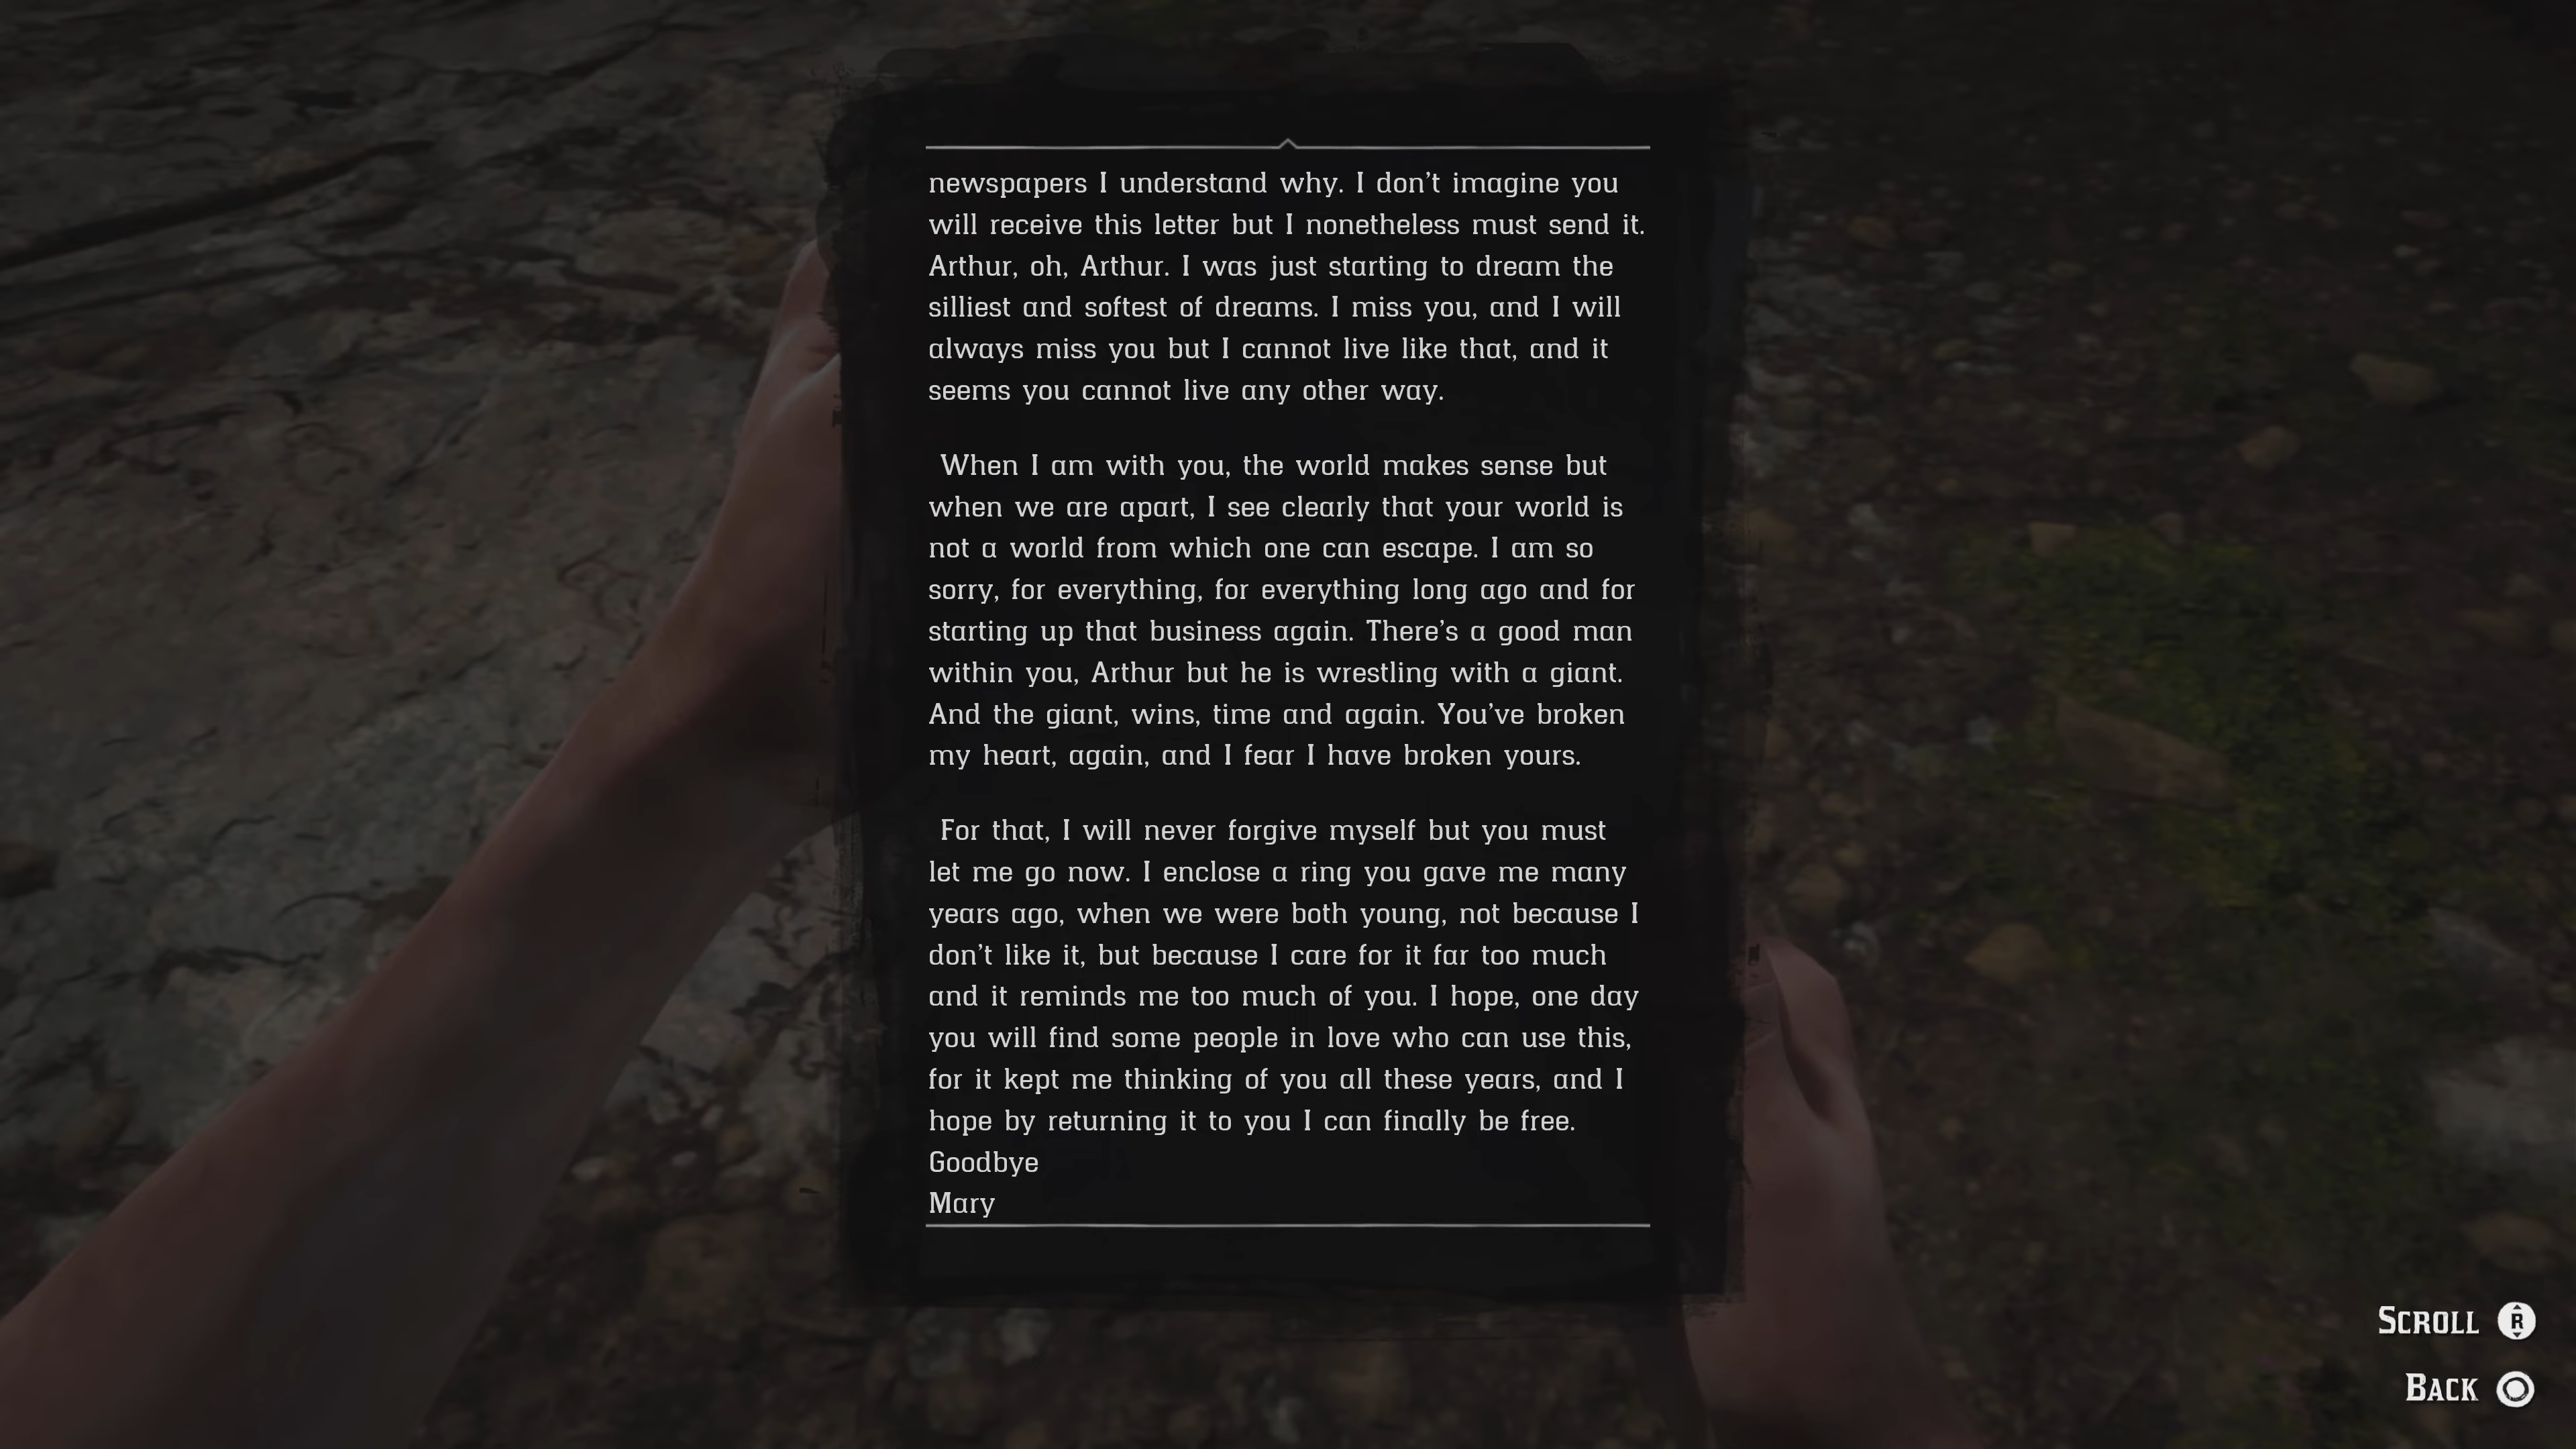 newspapers I understand why. I don't imagine you
will receive this letter but I nonetheless must send it.
Arthur, oh, Arthur. I was just starting to dream the
silliest and softest of dreams. I miss you, and I will
always miss you but I cannot live like that, and it
seems you cannot live any other way.
When I am with you, the world makes sense but
when we are apart, I see clearly that your world is
not a world from which one can escape. I am so
sorry, for everything, for everything long ago and for
starting up that business again. There's a good man
within you, Arthur but he is wrestling with a giant.
And the giant, wins, time and again. You've broken
my heart, again, and I fear I have broken yours.
For that, I will never forgive myself but you must
let me go now. I enclose a ring you gave me many
years ago, when we were both young, not because I
don't like it, but because I care for it far too much
and it reminds me too much of you. I hope, one day
you will find some people in love who can use this,
for it kept me thinking of you all these years, and I
hope by returning it to you I can finally be free.
Goodbye
Mary
Scroll R
Back